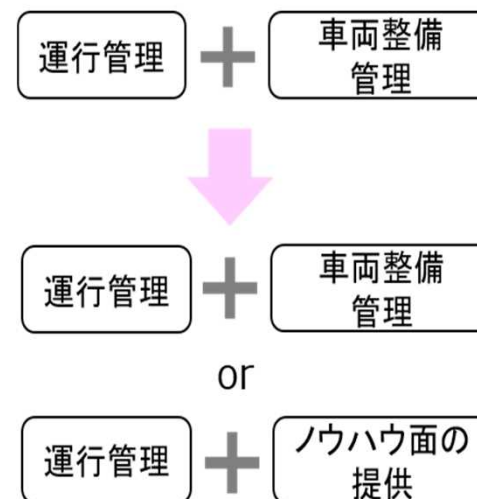 運行管理 + 車両整備
管理
運行管理 + 車両整備
管理
or
運行管理 + ノウハウ面の
提供